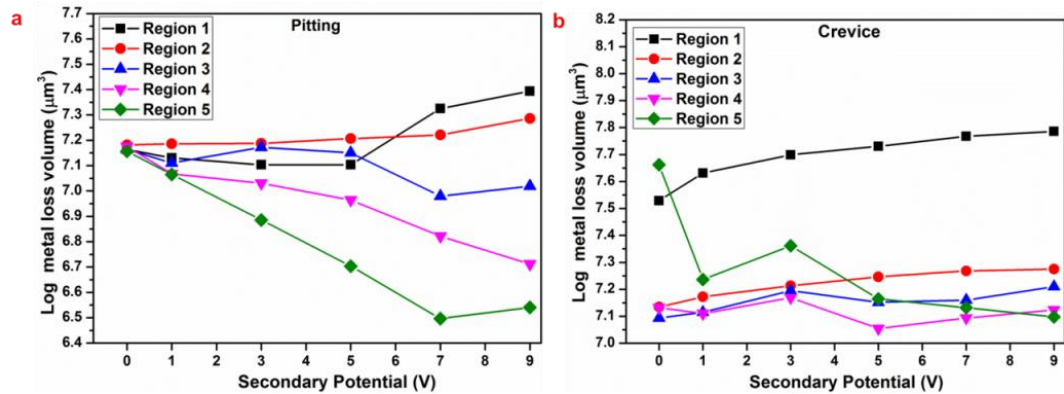 a
Pitting
Region 1
Region 2
Region 3
Region 4
Region 5
Log metal loss volume (μm³)
7.7
7.6
7.5
7.4
7.3
7.2
7.1
7.0
6.9
6.8
6.7
6.6
6.5
6.4
0 1 2 3 4 5 6 7 8 9
Secondary Potential (V)
b
Crevice
Region 1
Region 2
Region 3
Region 4
Region 5
Log metal loss volume (μm³)
8.2
8.1
8.0
7.9
7.8
7.7
7.6
7.5
7.4
7.3
7.2
7.1
7.0
0 1 2 3 4 5 6 7 8 9
Secondary Potential (V)